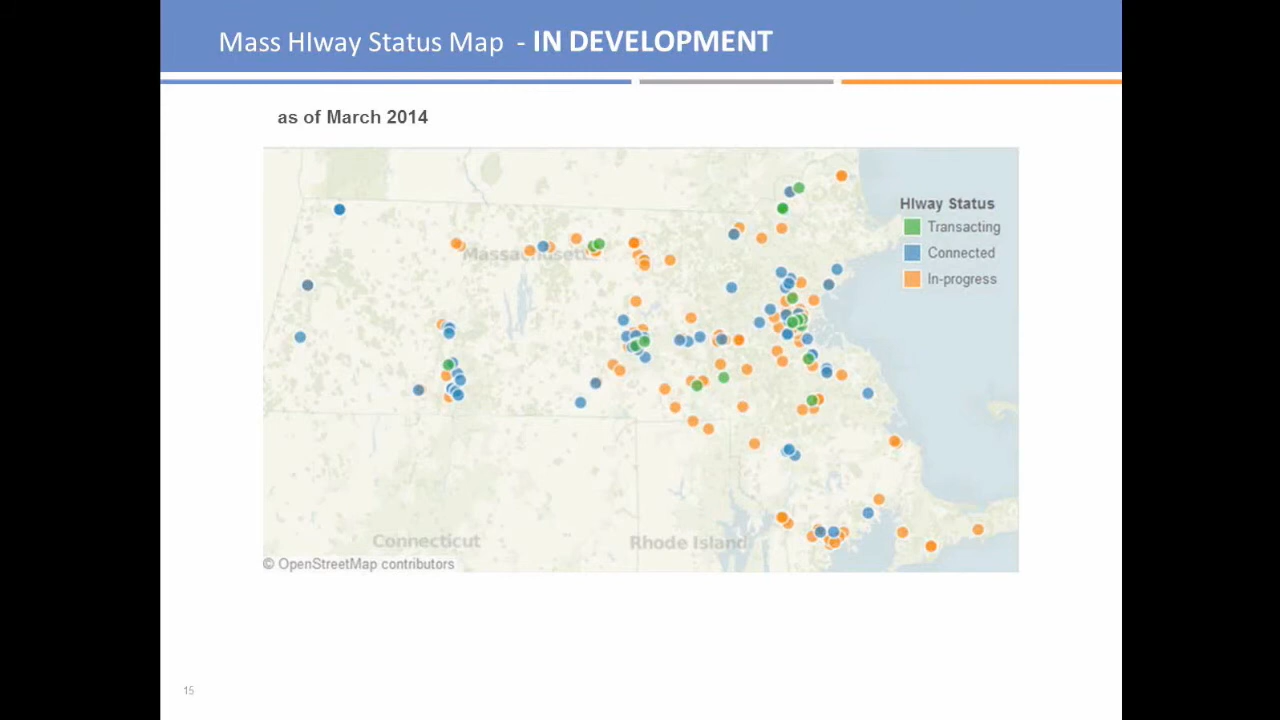 Mass HIway Status Map - IN DEVELOPMENT
as of March 2014
HIway Status
Transacting
Connected
In-progress
Massachusetts
Connecticut
Rhode Island
© OpenStreetMap contributors
15